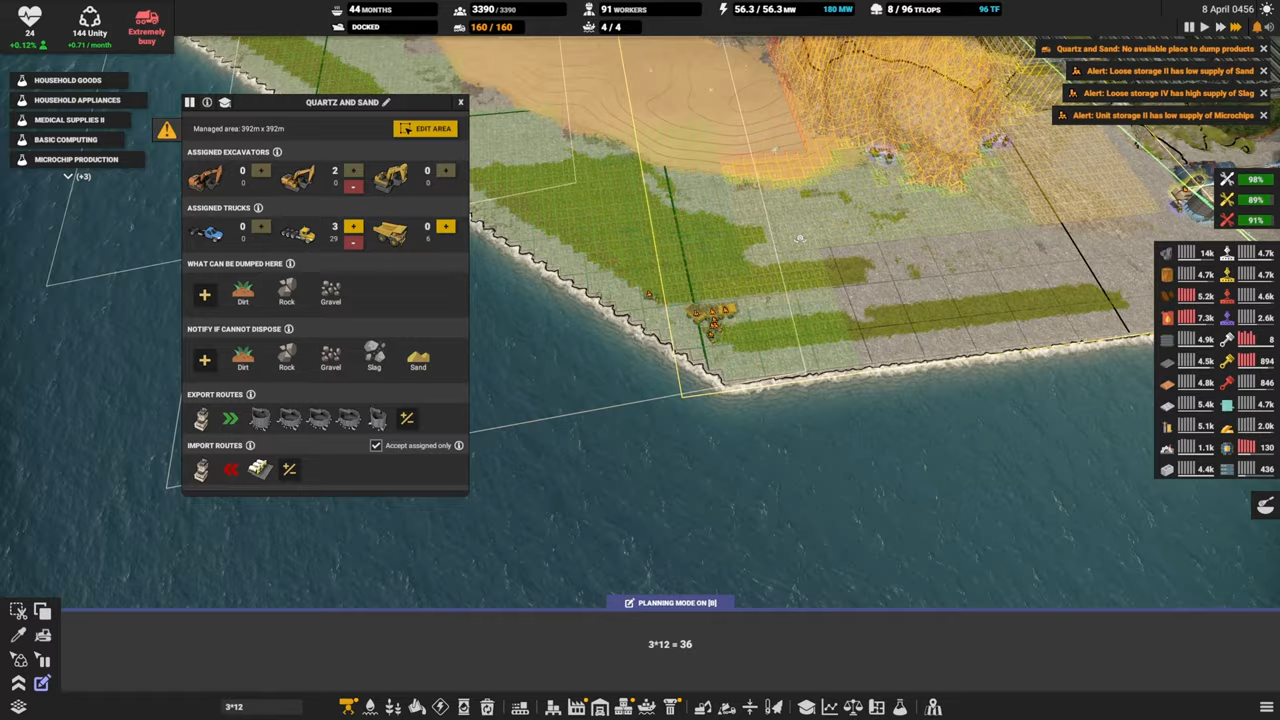 24
+0.12%
144 Unity
+0.71 / month
Extremely busy
44 MONTHS
DOCKED
3390 / 3390
160 / 160
91 WORKERS
4 / 4
56.3 / 56.3 MW
180 MW
8 / 96 TFLOPS
96 TF
8 April 0456
Quartz and Sand: No available place to dump products
Alert: Loose storage II has low supply of Sand
Alert: Loose storage IV has high supply of Slag
Alert: Unit storage II has low supply of Microchips
HOUSEHOLD GOODS
HOUSEHOLD APPLIANCES
MEDICAL SUPPLIES II
BASIC COMPUTING
MICROCHIP PRODUCTION
(+3)
QUARTZ AND SAND
Managed area: 392m x 392m
EDIT AREA
ASSIGNED EXCAVATORS
0 + 2 + 0 +
0 0 - 0
ASSIGNED TRUCKS
0 + 3 + 0 +
0 29 - 6
WHAT CAN BE DUMPED HERE
Dirt Rock Gravel
NOTIFY IF CANNOT DISPOSE
Dirt Rock Gravel Slag Sand
EXPORT ROUTES
IMPORT ROUTES
Accept assigned only
98%
89%
91%
14k 4.7k
4.7k 4.7k
5.2k 4.6k
7.3k 2.6k
4.9k 8
4.5k 894
4.8k 846
5.4k 4.7k
5.1k 2.0k
1.1k 130
4.4k 436
PLANNING MODE ON [B]
3*12 = 36
3*12